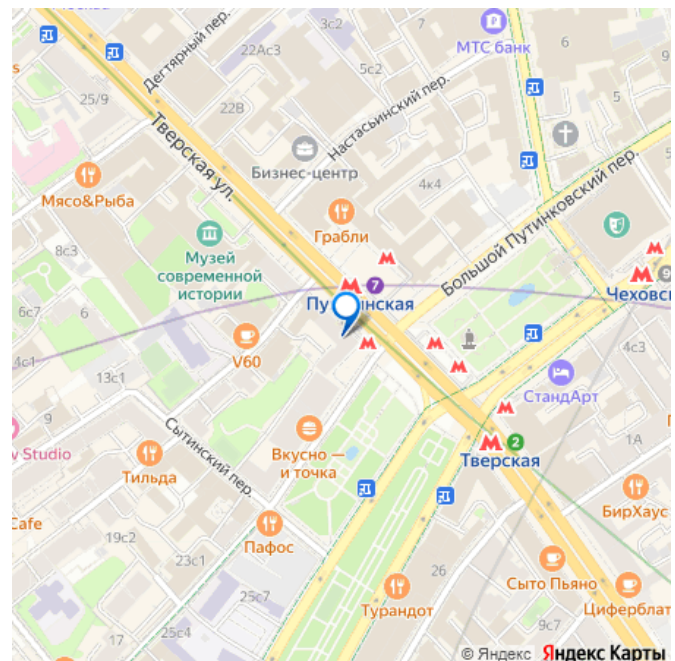 3с2
22Ас3
МТС банк
6
5с2
Дегтярный пер.
25/9
22В
5
Настасьинский пер.
Тверская ул.
Бизнес-центр
4к4
Мясо&Рыба
Большой Путинковский пер.
Грабли
8с3
Музей
современной
истории
7
9
6с7
6
4с1
V60
4с3
13с1
СтандАрт
9
Сытинский пер.
2
Тверская
1А
Вкусно —
и точка
Тильда
БирХаус
Cafe
19с2
Пафос
23с1
26
Сыто Пьяно
25с7
Турандот
Циферблат
9с7
17
25с4
© Яндекс Яндекс Карты